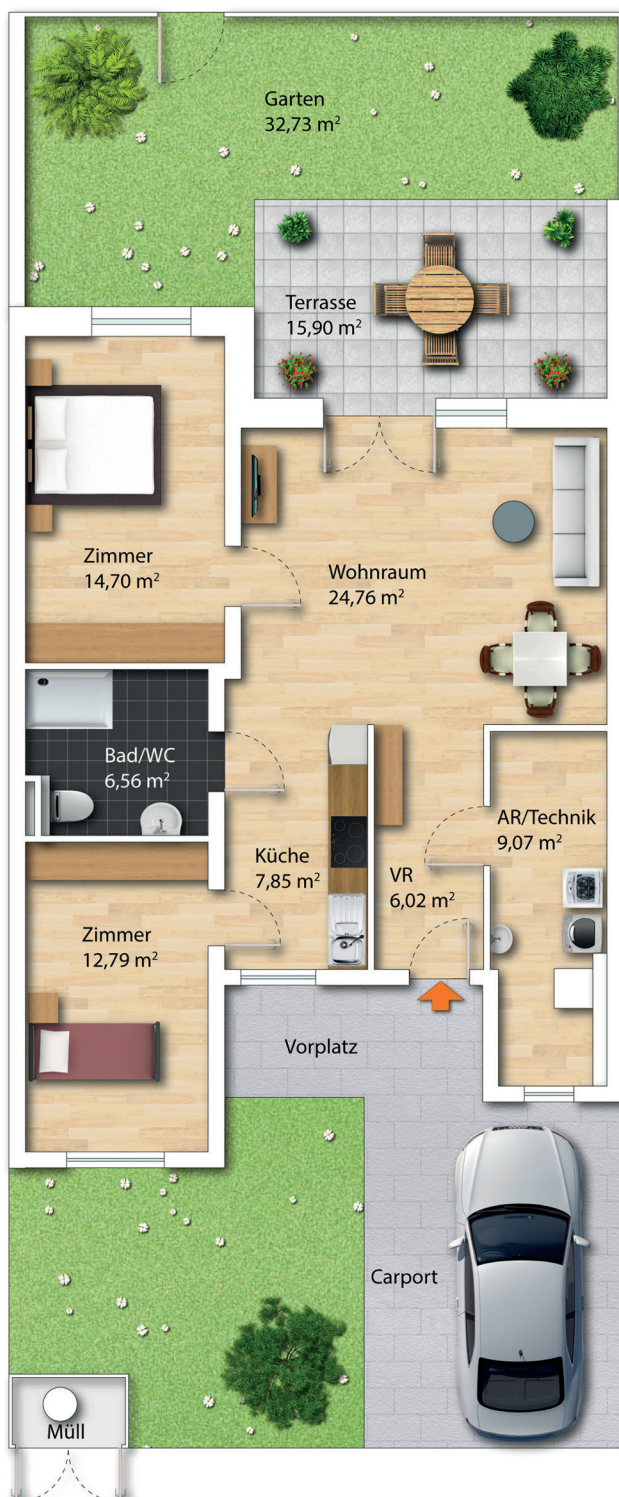 Garten
32,73 m²
Terrasse
15,90 m²
Zimmer
14,70 m²
Wohnraum
24,76 m²
Bad/WC
6,56 m²
AR/Technik
9,07 m²
Küche
7,85 m²
VR
6,02 m²
Zimmer
12,79 m²
Vorplatz
Carport
Müll